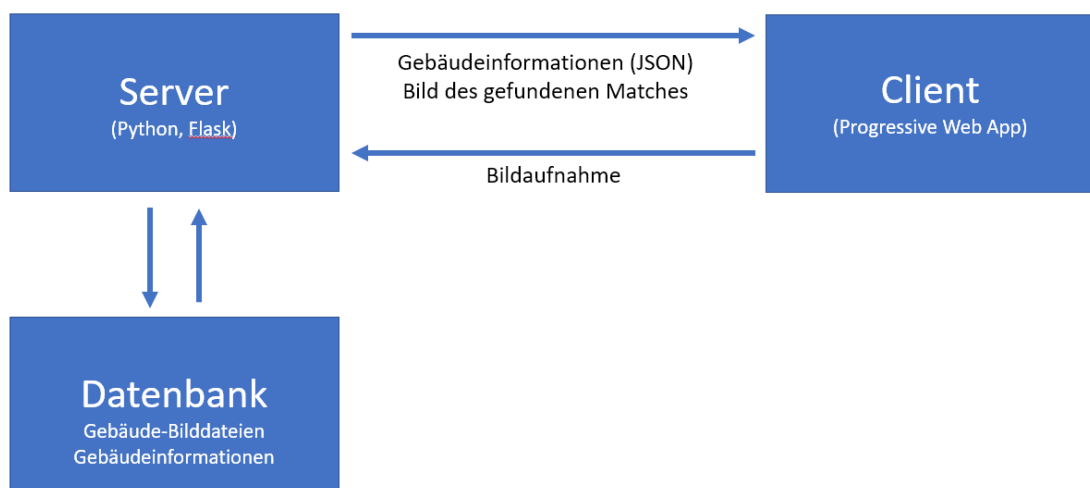 Server
(Python, Flask)
Gebäudeinformationen (JSON)
Bild des gefundenen Matches
Client
(Progressive Web App)
Bildaufnahme
Datenbank
Gebäude-Bilddateien
Gebäudeinformationen